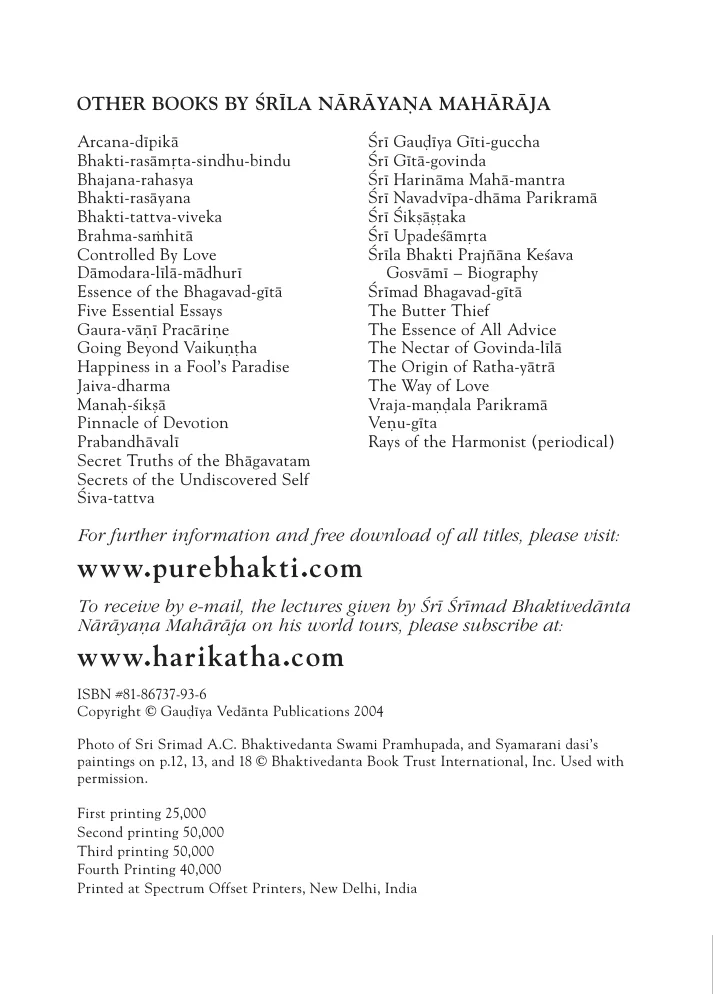 OTHER BOOKS BY ŚRĪLA NĀRĀYAṆA MAHĀRĀJA
Arcana-dīpikā
Bhakti-rasāmṛta-sindhu-bindu
Bhajana-rahasya
Bhakti-rasāyana
Bhakti-tattva-viveka
Brahma-saṁhitā
Controlled By Love
Dāmodara-līlā-mādhurī
Essence of the Bhagavad-gītā
Five Essential Essays
Gaura-vāṇī Pracāriṇe
Going Beyond Vaikuṇṭha
Happiness in a Fool's Paradise
Jaiva-dharma
Manaḥ-śikṣā
Pinnacle of Devotion
Prabandhāvalī
Secret Truths of the Bhāgavatam
Secrets of the Undiscovered Self
Śiva-tattva
Śrī Gauḍīya Gīti-guccha
Śrī Gītā-govinda
Śrī Harināma Mahā-mantra
Śrī Navadvīpa-dhāma Parikramā
Śrī Śikṣāṣṭaka
Śrī Upadeśāmṛta
Śrīla Bhakti Prajñāna Keśava
Gosvāmī – Biography
Śrīmad Bhagavad-gītā
The Butter Thief
The Essence of All Advice
The Nectar of Govinda-līlā
The Origin of Ratha-yātrā
The Way of Love
Vraja-maṇḍala Parikramā
Veṇu-gīta
Rays of the Harmonist (periodical)
For further information and free download of all titles, please visit:
www.purebhakti.com
To receive by e-mail, the lectures given by Śrī Śrīmad Bhaktivedānta
Nārāyaṇa Mahārāja on his world tours, please subscribe at:
www.harikatha.com
ISBN #81-86737-93-6
Copyright © Gauḍīya Vedānta Publications 2004
Photo of Sri Srimad A.C. Bhaktivedanta Swami Pramhupada, and Syamarani dasi's
paintings on p.12, 13, and 18 © Bhaktivedanta Book Trust International, Inc. Used with
permission.
First printing 25,000
Second printing 50,000
Third printing 50,000
Fourth Printing 40,000
Printed at Spectrum Offset Printers, New Delhi, India